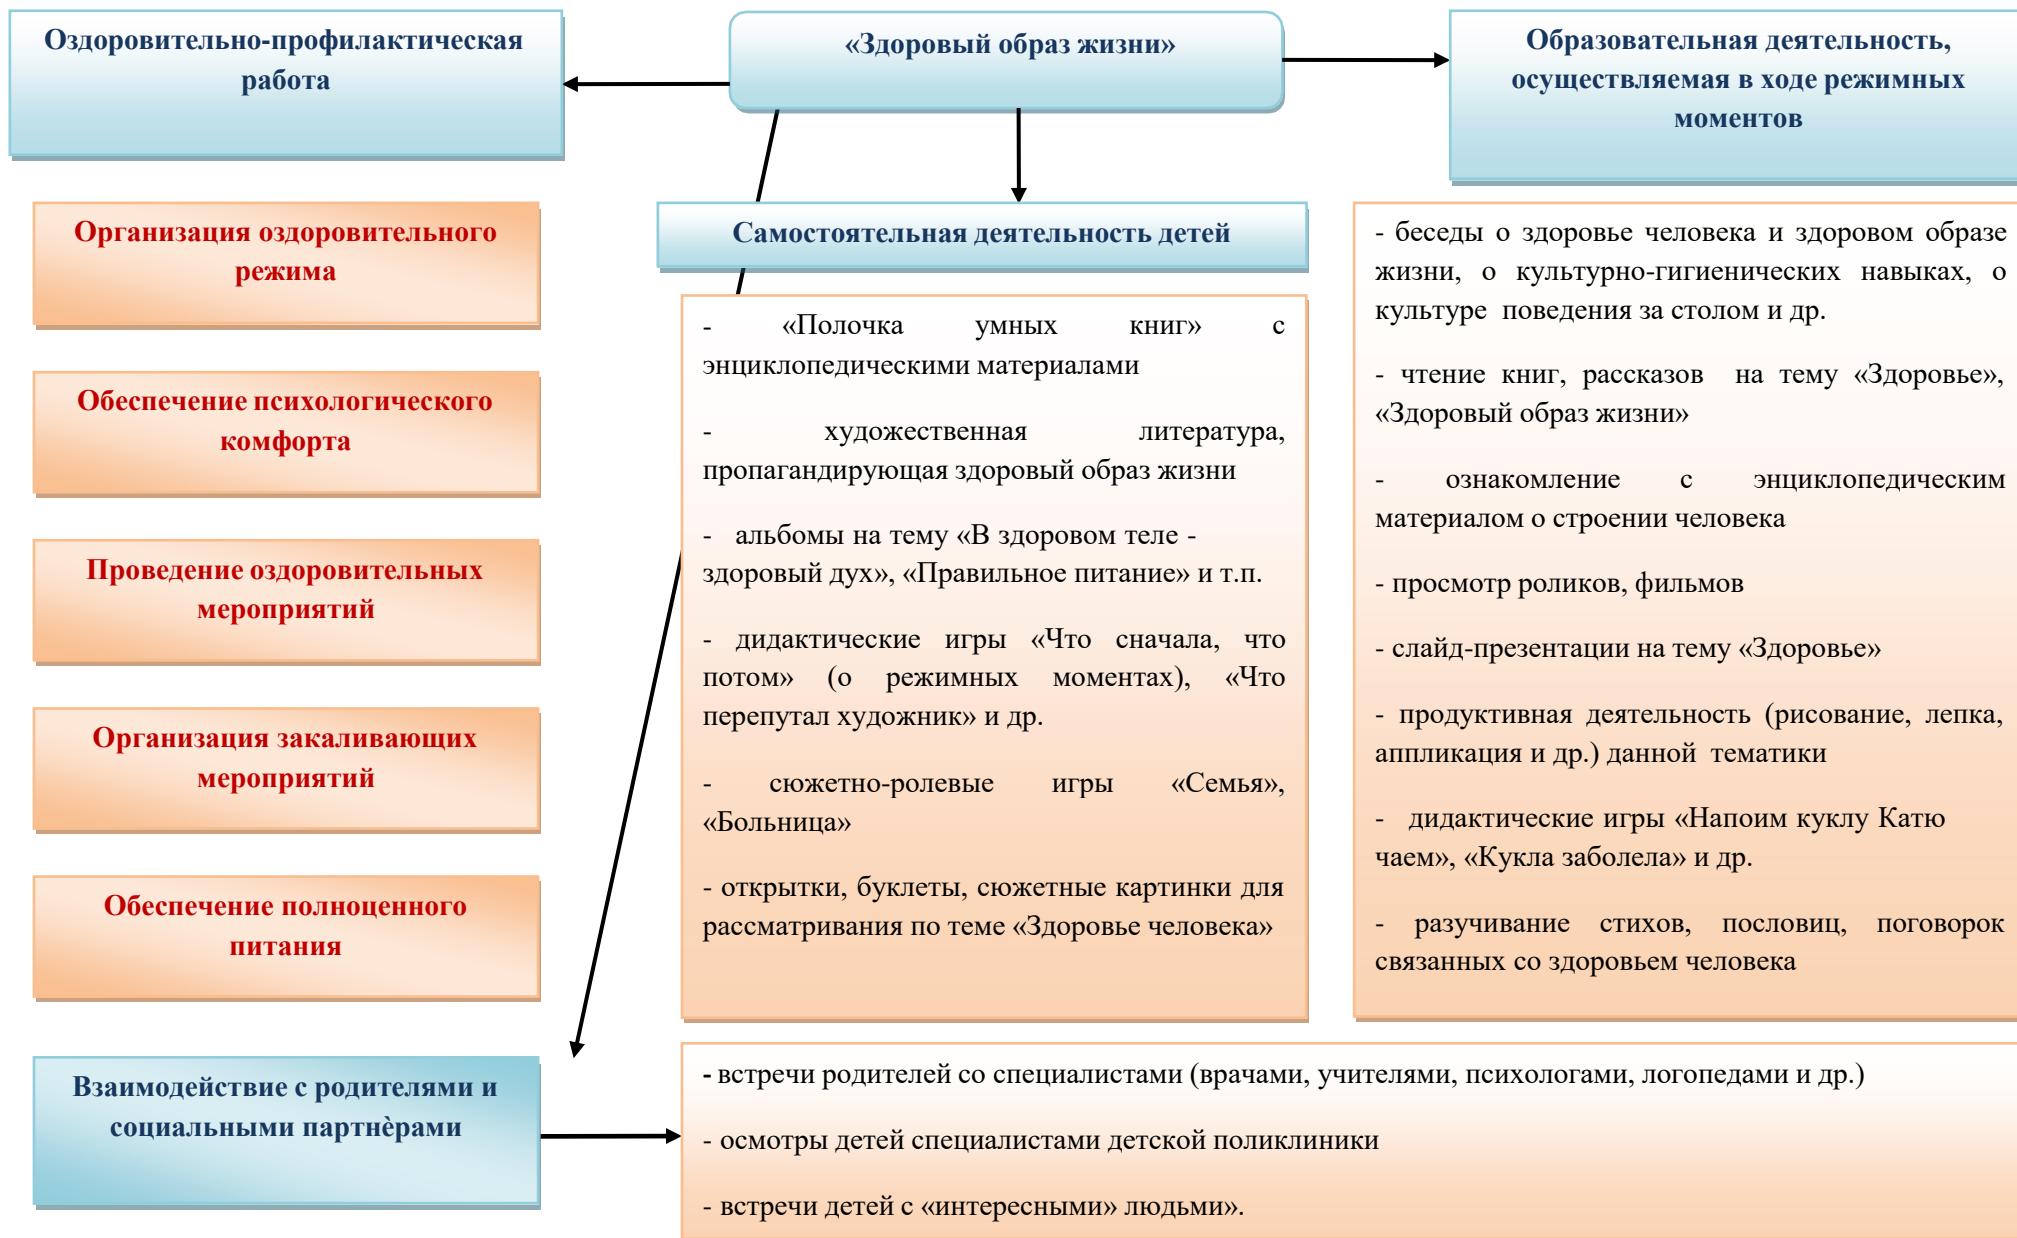 Оздоровительно-профилактическая
работа
«Здоровый образ жизни»
Образовательная деятельность,
осуществляемая в ходе режимных
моментов
Организация оздоровительного
режима
Обеспечение психологического
комфорта
Проведение оздоровительных
мероприятий
Организация закаливающих
мероприятий
Обеспечение полноценного
питания
Самостоятельная деятельность детей
- «Полочка умных книг» с
энциклопедическими материалами
- художественная литература,
пропагандирующая здоровый образ жизни
- альбомы на тему «В здоровом теле -
здоровый дух», «Правильное питание» и т.п.
- дидактические игры «Что сначала, что
потом» (о режимных моментах), «Что
перепутал художник» и др.
- сюжетно-ролевые игры «Семья»,
«Больница»
- открытки, буклеты, сюжетные картинки для
рассматривания по теме «Здоровье человека»
- беседы о здоровье человека и здоровом образе
жизни, о культурно-гигиенических навыках, о
культуре поведения за столом и др.
- чтение книг, рассказов на тему «Здоровье»,
«Здоровый образ жизни»
- ознакомление с энциклопедическим
материалом о строении человека
- просмотр роликов, фильмов
- слайд-презентации на тему «Здоровье»
- продуктивная деятельность (рисование, лепка,
аппликация и др.) данной тематики
- дидактические игры «Напоим куклу Катю
чаем», «Кукла заболела» и др.
- разучивание стихов, пословиц, поговорок
связанных со здоровьем человека
Взаимодействие с родителями и
социальными партнѐрами
- встречи родителей со специалистами (врачами, учителями, психологами, логопедами и др.)
- осмотры детей специалистами детской поликлиники
- встречи детей с «интересными» людьми».